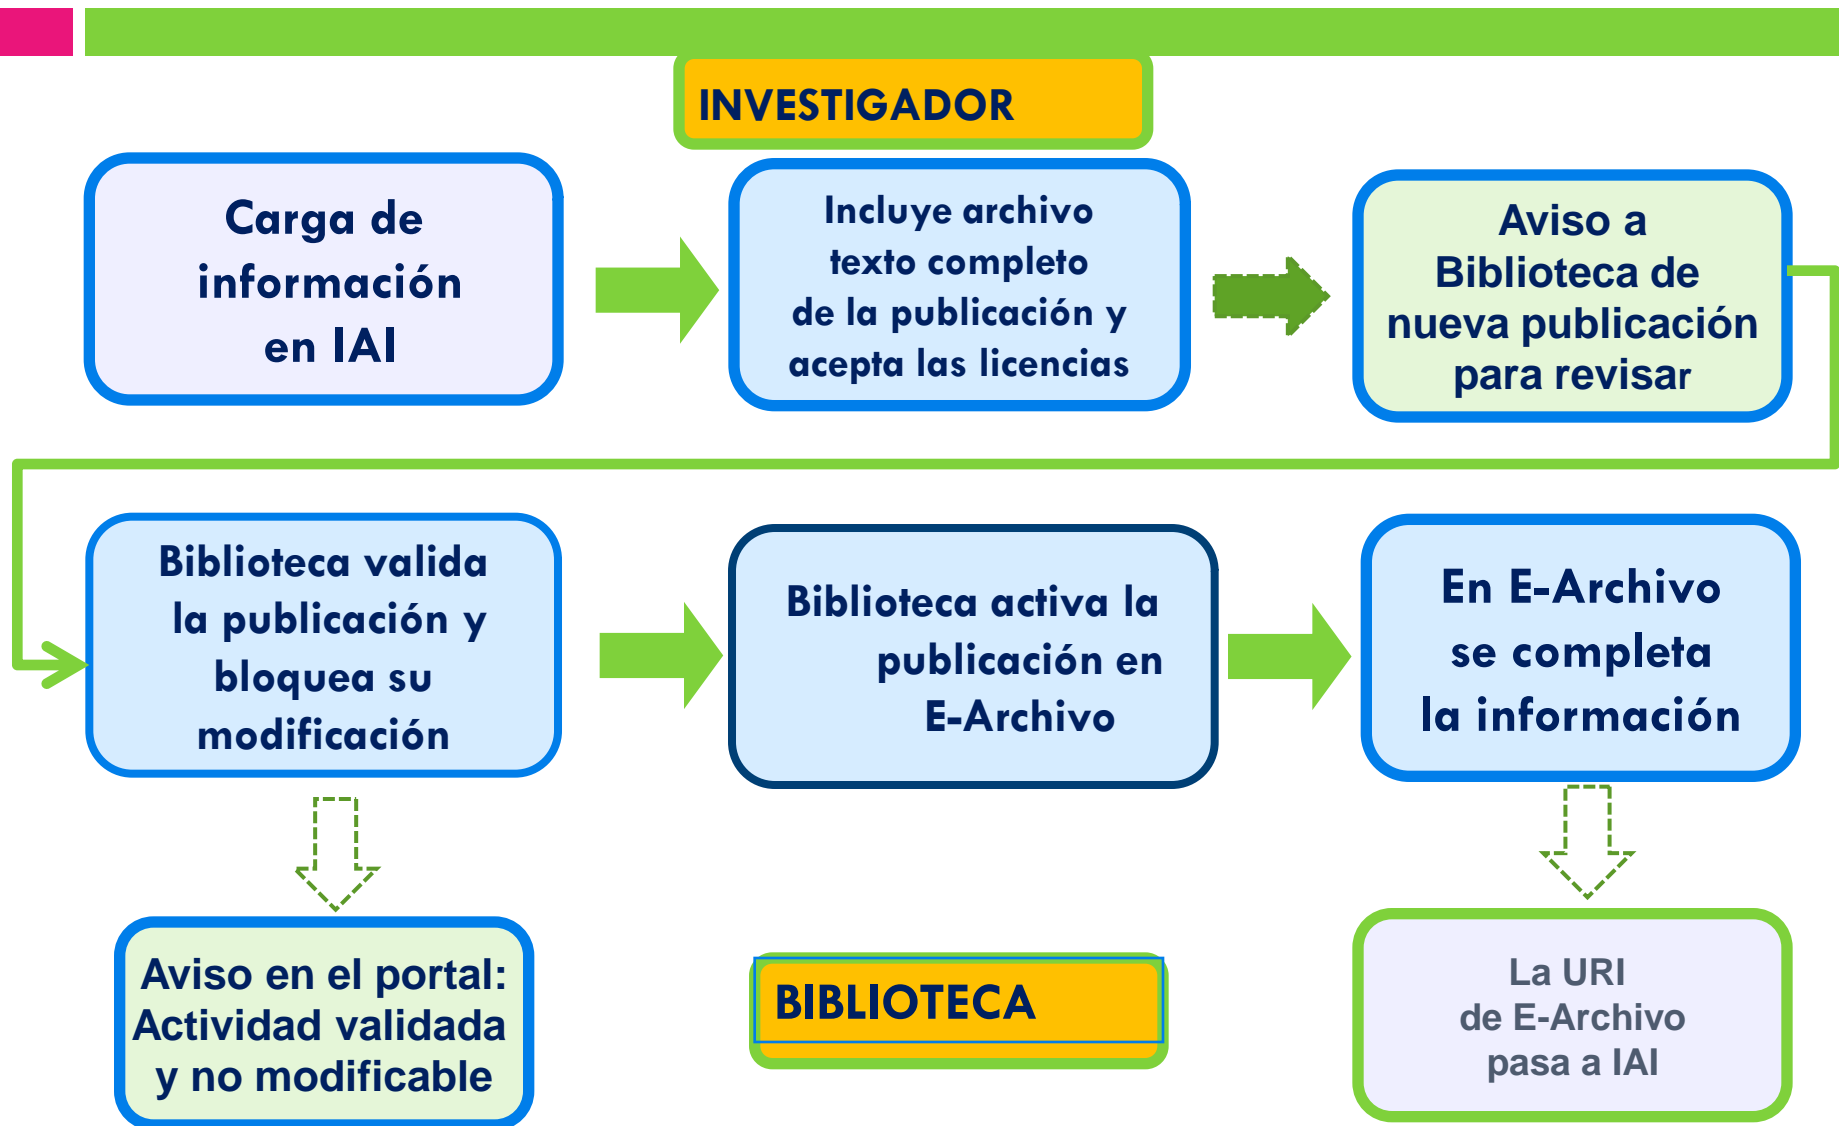 INVESTIGADOR
Carga de
información
en IAI
Incluye archivo
texto completo
de la publicación y
acepta las licencias
Aviso a
Biblioteca de
nueva publicación
para revisar
Biblioteca valida
la publicación y
bloquea su
modificación
Biblioteca activa la
publicación en
E-Archivo
En E-Archivo
se completa
la información
Aviso en el portal:
Actividad validada
y no modificable
BIBLIOTECA
La URI
de E-Archivo
pasa a IAI